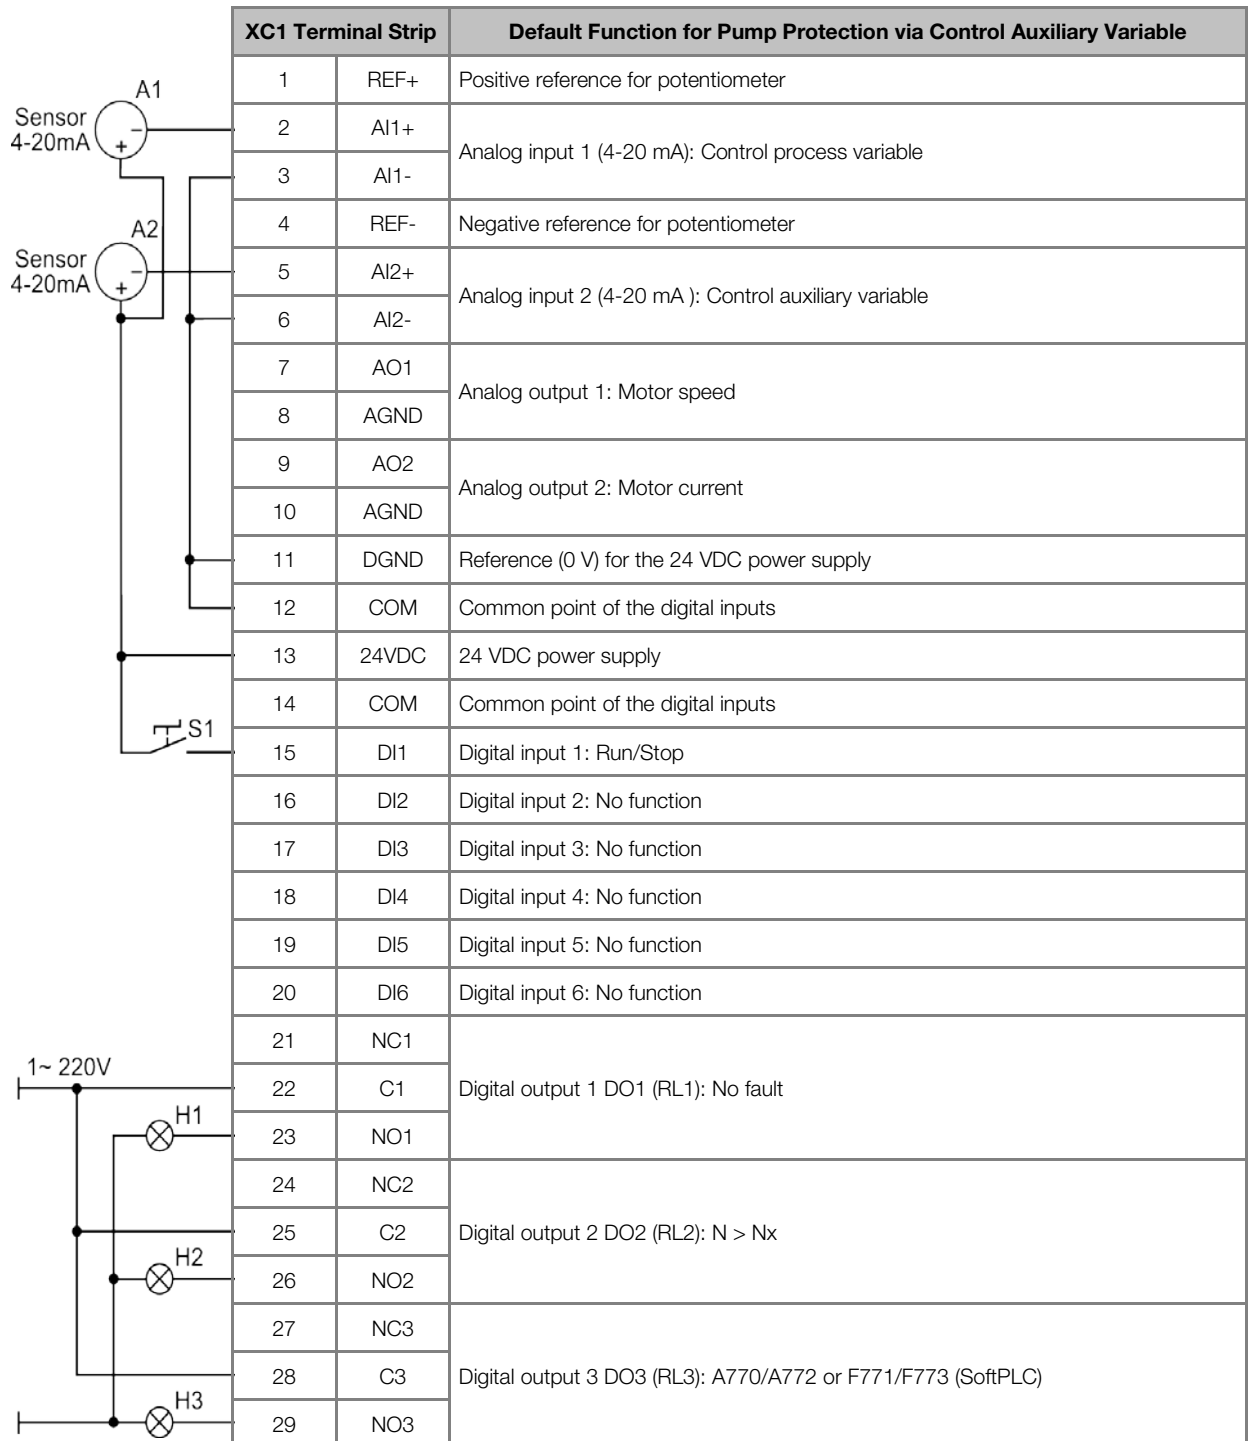 XC1 Terminal Strip Default Function for Pump Protection via Control Auxiliary Variable
1 REF+ Positive reference for potentiometer
A1
Sensor
4-20mA
-
+
2 AI1+ Analog input 1 (4-20 mA): Control process variable
3 AI1-
4 REF- Negative reference for potentiometer
A2
Sensor
4-20mA
-
+
5 AI2+ Analog input 2 (4-20 mA ): Control auxiliary variable
6 AI2-
7 AO1 Analog output 1: Motor speed
8 AGND
9 AO2 Analog output 2: Motor current
10 AGND
11 DGND Reference (0 V) for the 24 VDC power supply
12 COM Common point of the digital inputs
13 24VDC 24 VDC power supply
14 COM Common point of the digital inputs
S1
15 DI1 Digital input 1: Run/Stop
16 DI2 Digital input 2: No function
17 DI3 Digital input 3: No function
18 DI4 Digital input 4: No function
19 DI5 Digital input 5: No function
20 DI6 Digital input 6: No function
21 NC1
1~ 220V
22 C1 Digital output 1 DO1 (RL1): No fault
H1
23 NO1
24 NC2
25 C2 Digital output 2 DO2 (RL2): N > Nx
H2
26 NO2
27 NC3
28 C3 Digital output 3 DO3 (RL3): A770/A772 or F771/F773 (SoftPLC)
H3
29 NO3